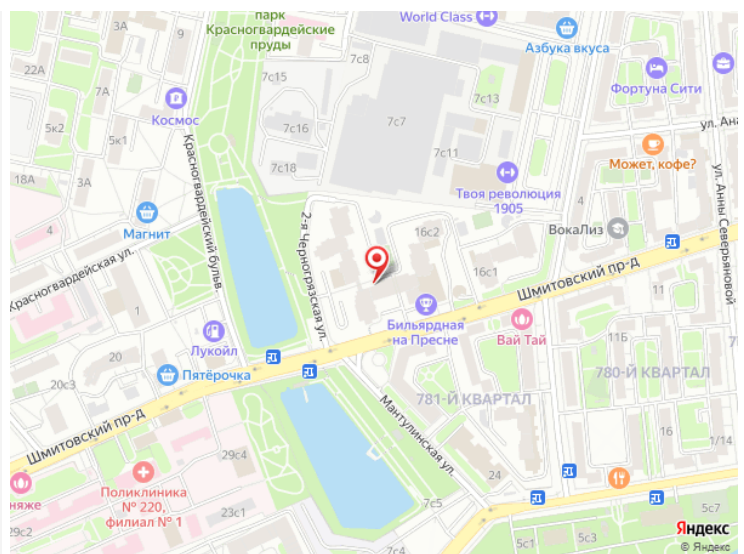 парк
Красногвардейские
пруды
World Class
Азбука вкуса
22А
3А
7А
7с15
7с8
5к2
5к1
Космос
7с16
7с7
7с13
Фортуна Сити
7с18
7с11
ул. Ана
Может, кофе?
18А
3А
Магнит
4
Твоя революция
1905
4
ВокаЛиз
ул. Анны Северьяновой
Красногвардейский бульв.
2-я Черногрязская ул.
16с2
16с1
Красногвардейская ул.
Шмитовский пр-д
1
Лукойл
Бильярдная
на Пресне
Вай Тай
11Б
20
20с3
Пятёрочка
780-Й КВАРТАЛ
781-Й КВАРТАЛ
Мантулинская ул.
Шмитовский пр-д
29с4
няже
Поликлиника
№ 220,
филиал № 1
29с2
23с1
24
16
1/14
7с5
7с4
5с7
Яндекс
© Яндекс